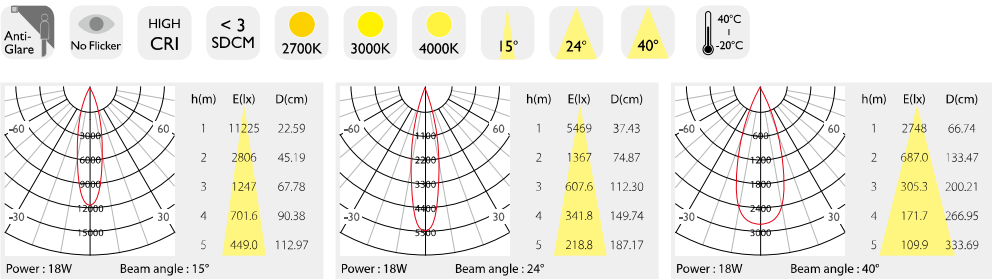 Anti-
Glare
No Flicker
HIGH
CRI
< 3
SDCM
2700K
3000K
4000K
15°
24°
40°
40°C
-20°C
h(m) E(lx) D(cm)
1 11225 22.59
2 2806 45.19
3 1247 67.78
4 701.6 90.38
5 449.0 112.97
-60 60
-30 30
3000
6000
9000
12000
15000
Power : 18W Beam angle : 15°
h(m) E(lx) D(cm)
1 5469 37.43
2 1367 74.87
3 607.6 112.30
4 341.8 149.74
5 218.8 187.17
-60 60
-30 30
1100
2200
3300
4400
5500
Power : 18W Beam angle : 24°
h(m) E(lx) D(cm)
1 2748 66.74
2 687.0 133.47
3 305.3 200.21
4 171.7 266.95
5 109.9 333.69
-60 60
-30 30
600
1200
1800
2400
3000
Power : 18W Beam angle : 40°